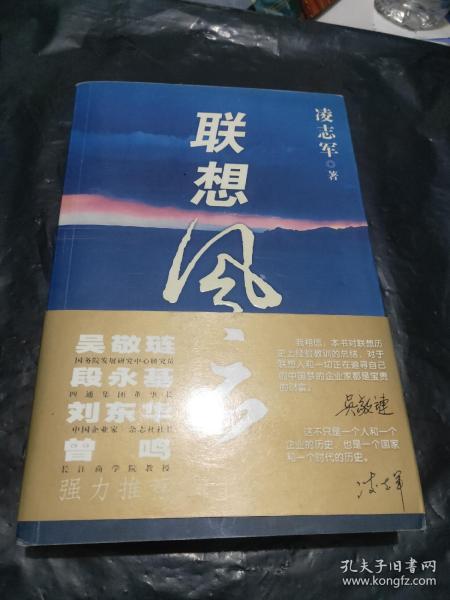 凌志军 著
联想
风云
吴敬琏
国务院发展研究中心研究员
段永基
四通集团董事长
刘东华
中国企业家 杂志社社长
曾鸣
长江商学院教授
强力推荐
我相信，本书对联想历
史上经验教训的总结，对于
联想人和一切正在追寻自己
的中国梦的企业家都是宝贵
的财富。
吴敬琏
这不只是一个人和一个
企业的历史，也是一个国家
和一个时代的历史。
凌志军
孔夫子旧书网
www.kongfz.com